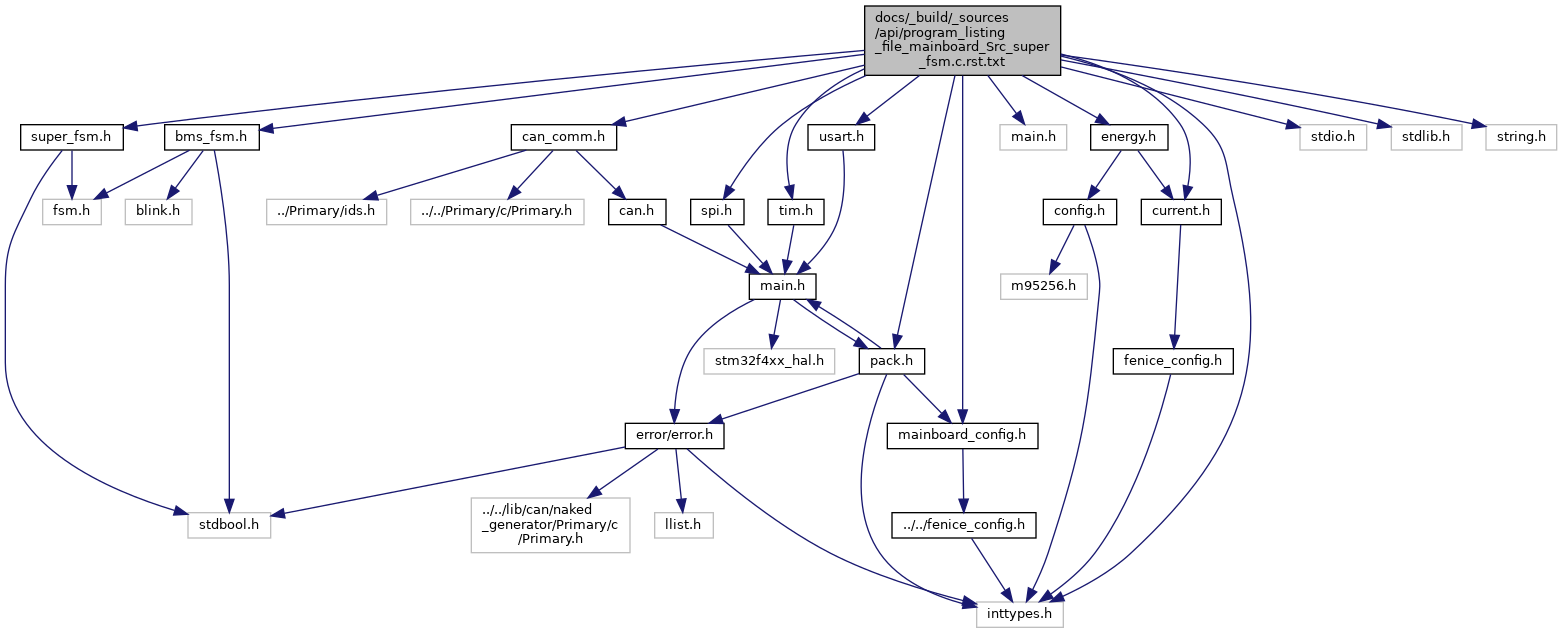 docs/_build/_sources
/api/program_listing
_file_mainboard_Src_super
_fsm.c.rst.txt
super_fsm.h
bms_fsm.h
can_comm.h
usart.h
main.h
energy.h
stdio.h
stdlib.h
string.h
fsm.h
blink.h
../Primary/ids.h
../../Primary/c/Primary.h
can.h
spi.h
tim.h
config.h
current.h
main.h
m95256.h
stm32f4xx_hal.h
pack.h
fenice_config.h
error/error.h
mainboard_config.h
stdbool.h
../../lib/can/naked
_generator/Primary/c
/Primary.h
llist.h
../../fenice_config.h
inttypes.h